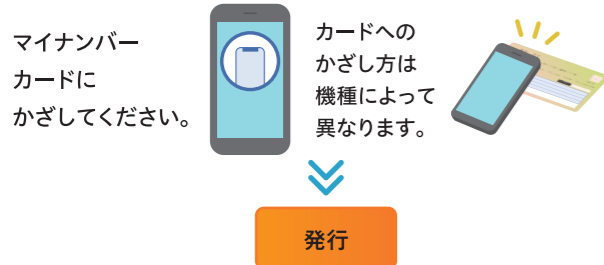 マイナンバー
カードに
かざしてください。
カードへの
かざし方は
機種によって
異なります。
発行